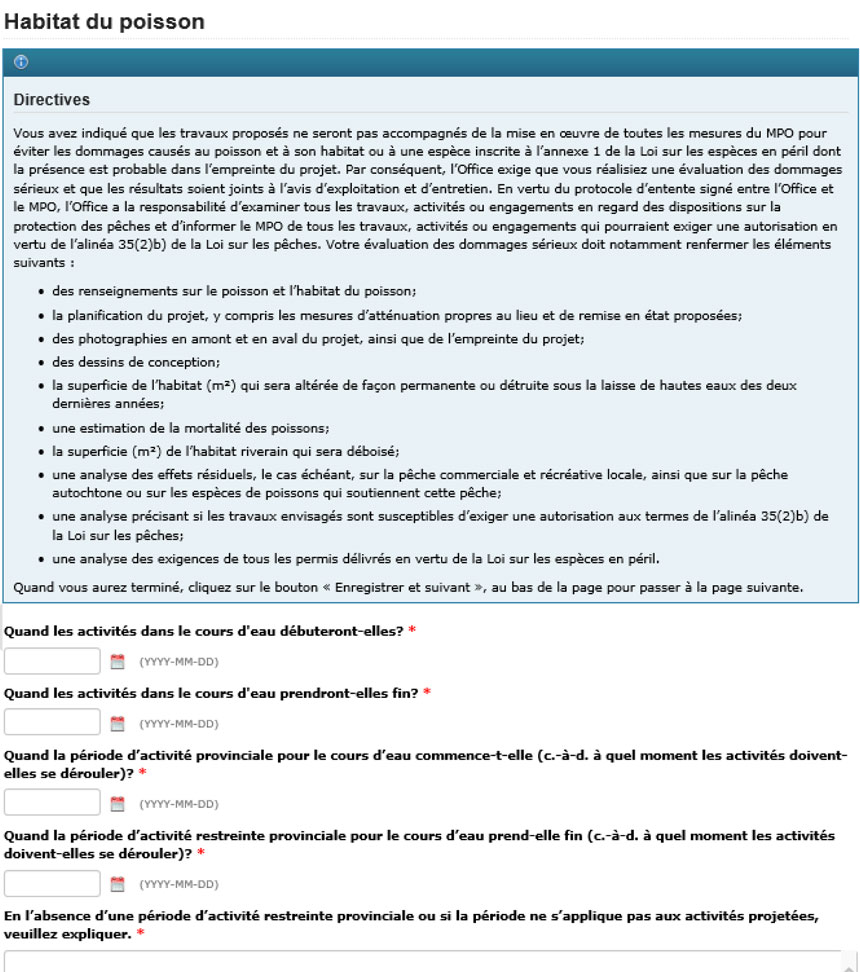 Habitat du poisson
Directives
Vous avez indiqué que les travaux proposés ne seront pas accompagnés de la mise en œuvre de toutes les mesures du MPO pour
éviter les dommages causés au poisson et à son habitat ou à une espèce inscrite à l'annexe 1 de la Loi sur les espèces en péril dont
la présence est probable dans l'empreinte du projet. Par conséquent, l'Office exige que vous réalisiez une évaluation des dommages
sérieux et que les résultats soient joints à l'avis d'exploitation et d'entretien. En vertu du protocole d'entente signé entre l'Office et
le MPO, l'Office a la responsabilité d'examiner tous les travaux, activités ou engagements en regard des dispositions sur la
protection des pêches et d'informer le MPO de tous les travaux, activités ou engagements qui pourraient exiger une autorisation en
vertu de l'alinéa 35(2)b) de la Loi sur les pêches. Votre évaluation des dommages sérieux doit notamment renfermer les éléments
suivants :
• des renseignements sur le poisson et l'habitat du poisson;
• la planification du projet, y compris les mesures d'atténuation propres au lieu et de remise en état proposées;
• des photographies en amont et en aval du projet, ainsi que de l'empreinte du projet;
• des dessins de conception;
• la superficie de l'habitat (m²) qui sera altérée de façon permanente ou détruite sous la laisse de hautes eaux des deux
dernières années;
• une estimation de la mortalité des poissons;
• la superficie (m²) de l'habitat riverain qui sera déboisé;
• une analyse des effets résiduels, le cas échéant, sur la pêche commerciale et récréative locale, ainsi que sur la pêche
autochtone ou sur les espèces de poissons qui soutiennent cette pêche;
• une analyse précisant si les travaux envisagés sont susceptibles d'exiger une autorisation aux termes de l'alinéa 35(2)b) de
la Loi sur les pêches;
• une analyse des exigences de tous les permis délivrés en vertu de la Loi sur les espèces en péril.
Quand vous aurez terminé, cliquez sur le bouton « Enregistrer et suivant », au bas de la page pour passer à la page suivante.
Quand les activités dans le cours d'eau débuteront-elles? *
(YYYY-MM-DD)
Quand les activités dans le cours d'eau prendront-elles fin? *
(YYYY-MM-DD)
Quand la période d'activité provinciale pour le cours d'eau commence-t-elle (c.-à-d. à quel moment les activités doivent-
elles se dérouler)? *
(YYYY-MM-DD)
Quand la période d'activité restreinte provinciale pour le cours d'eau prend-elle fin (c.-à-d. à quel moment les activités
doivent-elles se dérouler)? *
(YYYY-MM-DD)
En l'absence d'une période d'activité restreinte provinciale ou si la période ne s'applique pas aux activités projetées,
veuillez expliquer. *